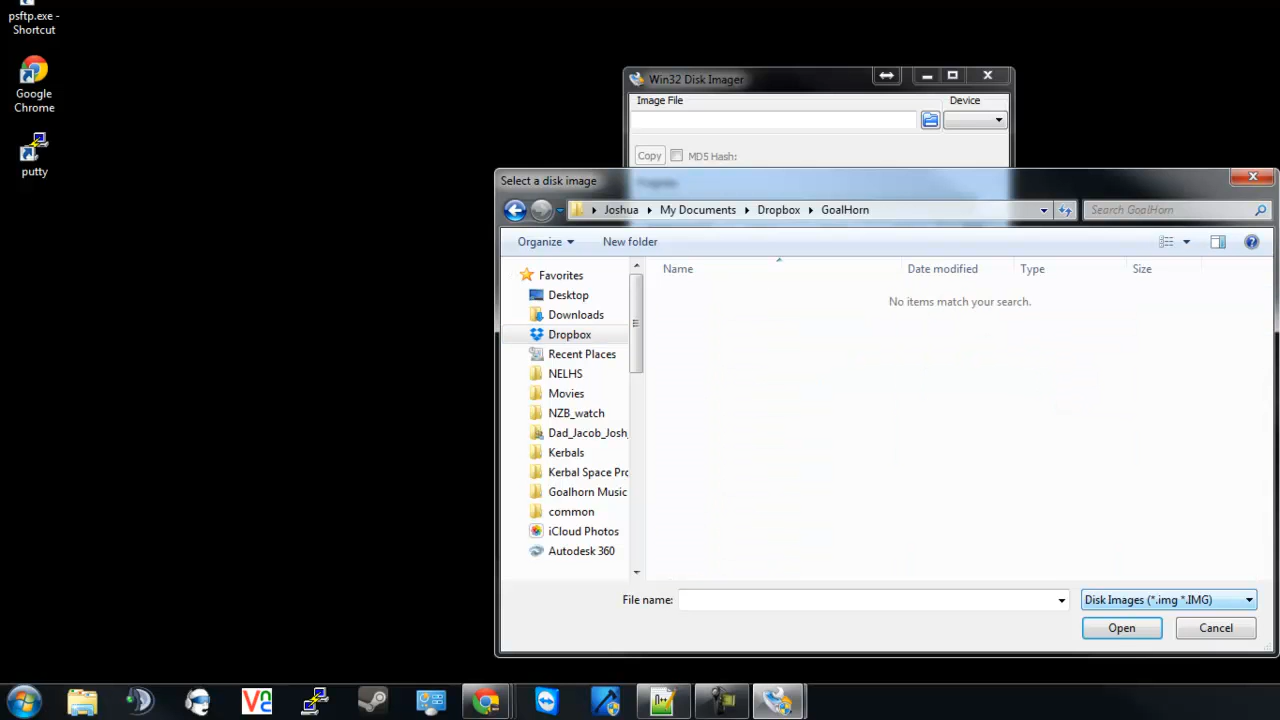 psftp.exe -
Shortcut
Google
Chrome
putty
Win32 Disk Imager
Image File
Device
Copy
MD5 Hash:
Progress
Select a disk image
Joshua
My Documents
Dropbox
GoalHorn
Search GoalHorn
Organize
New folder
Name
Date modified
Type
Size
No items match your search.
Favorites
Desktop
Downloads
Dropbox
Recent Places
NELHS
Movies
NZB_watch
Dad_Jacob_Josh_
Kerbals
Kerbal Space Pro
Goalhorn Music
common
iCloud Photos
Autodesk 360
File name:
Disk Images (*.img *.IMG)
Open
Cancel